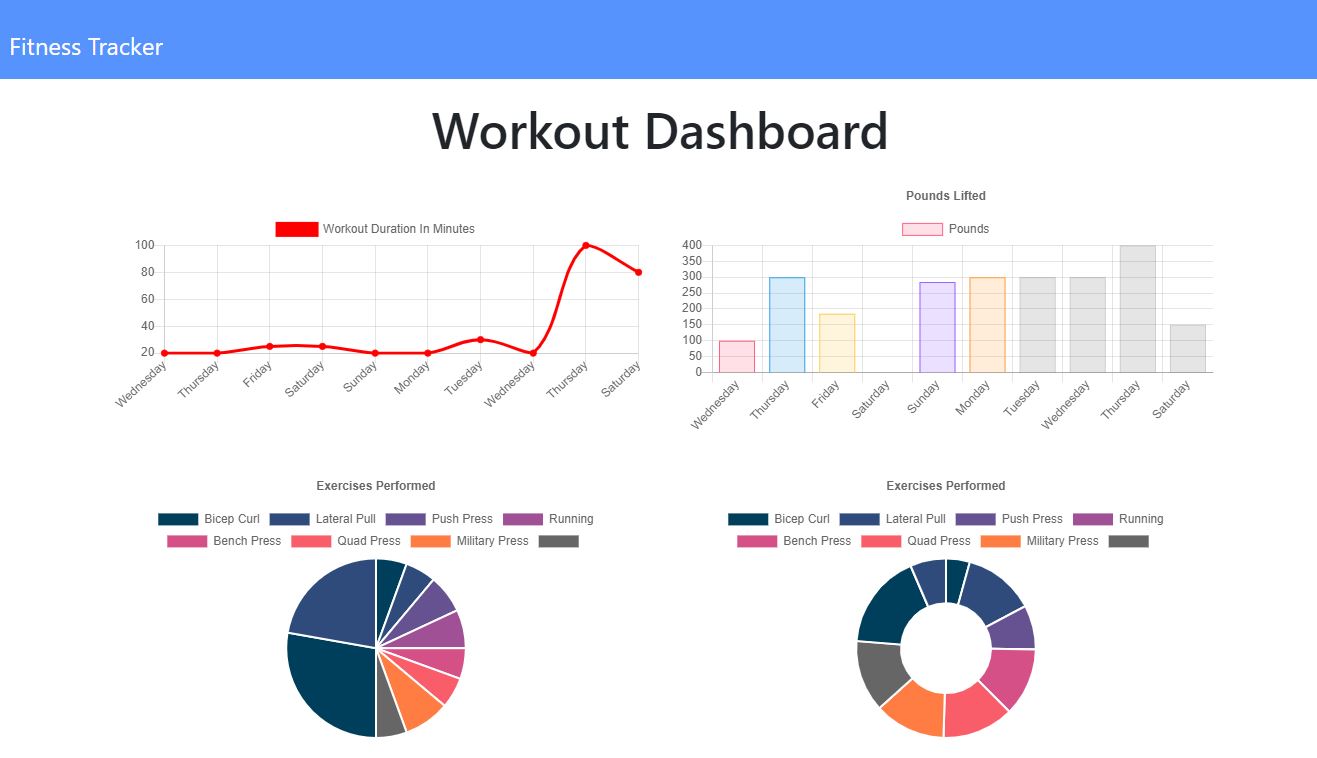 Fitness Tracker
Workout Dashboard
Workout Duration In Minutes
100
80
60
40
20
Wednesday Thursday Friday Saturday Sunday Monday Tuesday Wednesday Thursday Saturday
Pounds Lifted
Pounds
400
350
300
250
200
150
100
50
0
Wednesday Thursday Friday Saturday Sunday Monday Tuesday Wednesday Thursday Saturday
Exercises Performed
Bicep Curl Lateral Pull Push Press Running
Bench Press Quad Press Military Press
Exercises Performed
Bicep Curl Lateral Pull Push Press Running
Bench Press Quad Press Military Press